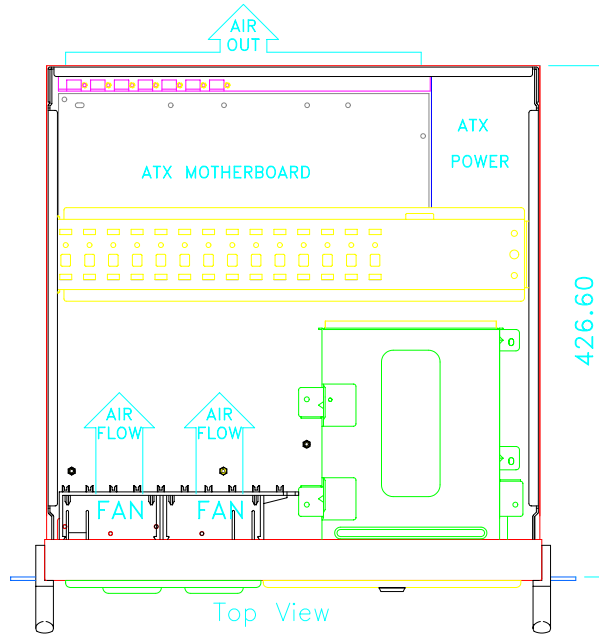 AIR
OUT
ATX
POWER
ATX MOTHERBOARD
426.60
AIR
FLOW
AIR
FLOW
FAN
FAN
Top View